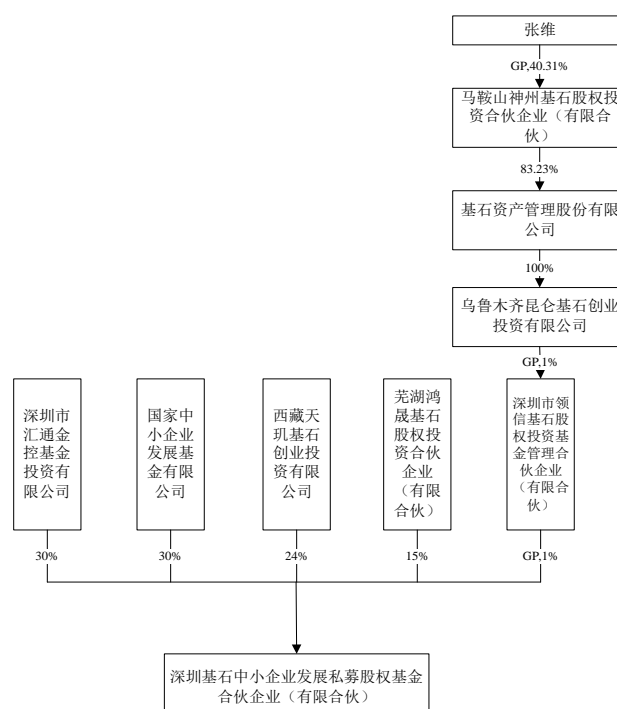 张维
GP,40.31%
马鞍山神州基石股权投
资合伙企业（有限合
伙）
83.23%
基石资产管理股份有限
公司
100%
乌鲁木齐昆仑基石创业
投资有限公司
GP,1%
深圳市
汇通金
控基金
投资有
限公司
国家中
小企业
发展基
金有限
公司
西藏天
玑基石
创业投
资有限
公司
芜湖鸿
晟基石
股权投
资合伙
企业
（有限
合伙）
深圳市领
信基石股
权投资基
金管理合
伙企业
（有限合
伙）
30%
30%
24%
15%
GP,1%
深圳基石中小企业发展私募股权基金
合伙企业（有限合伙）